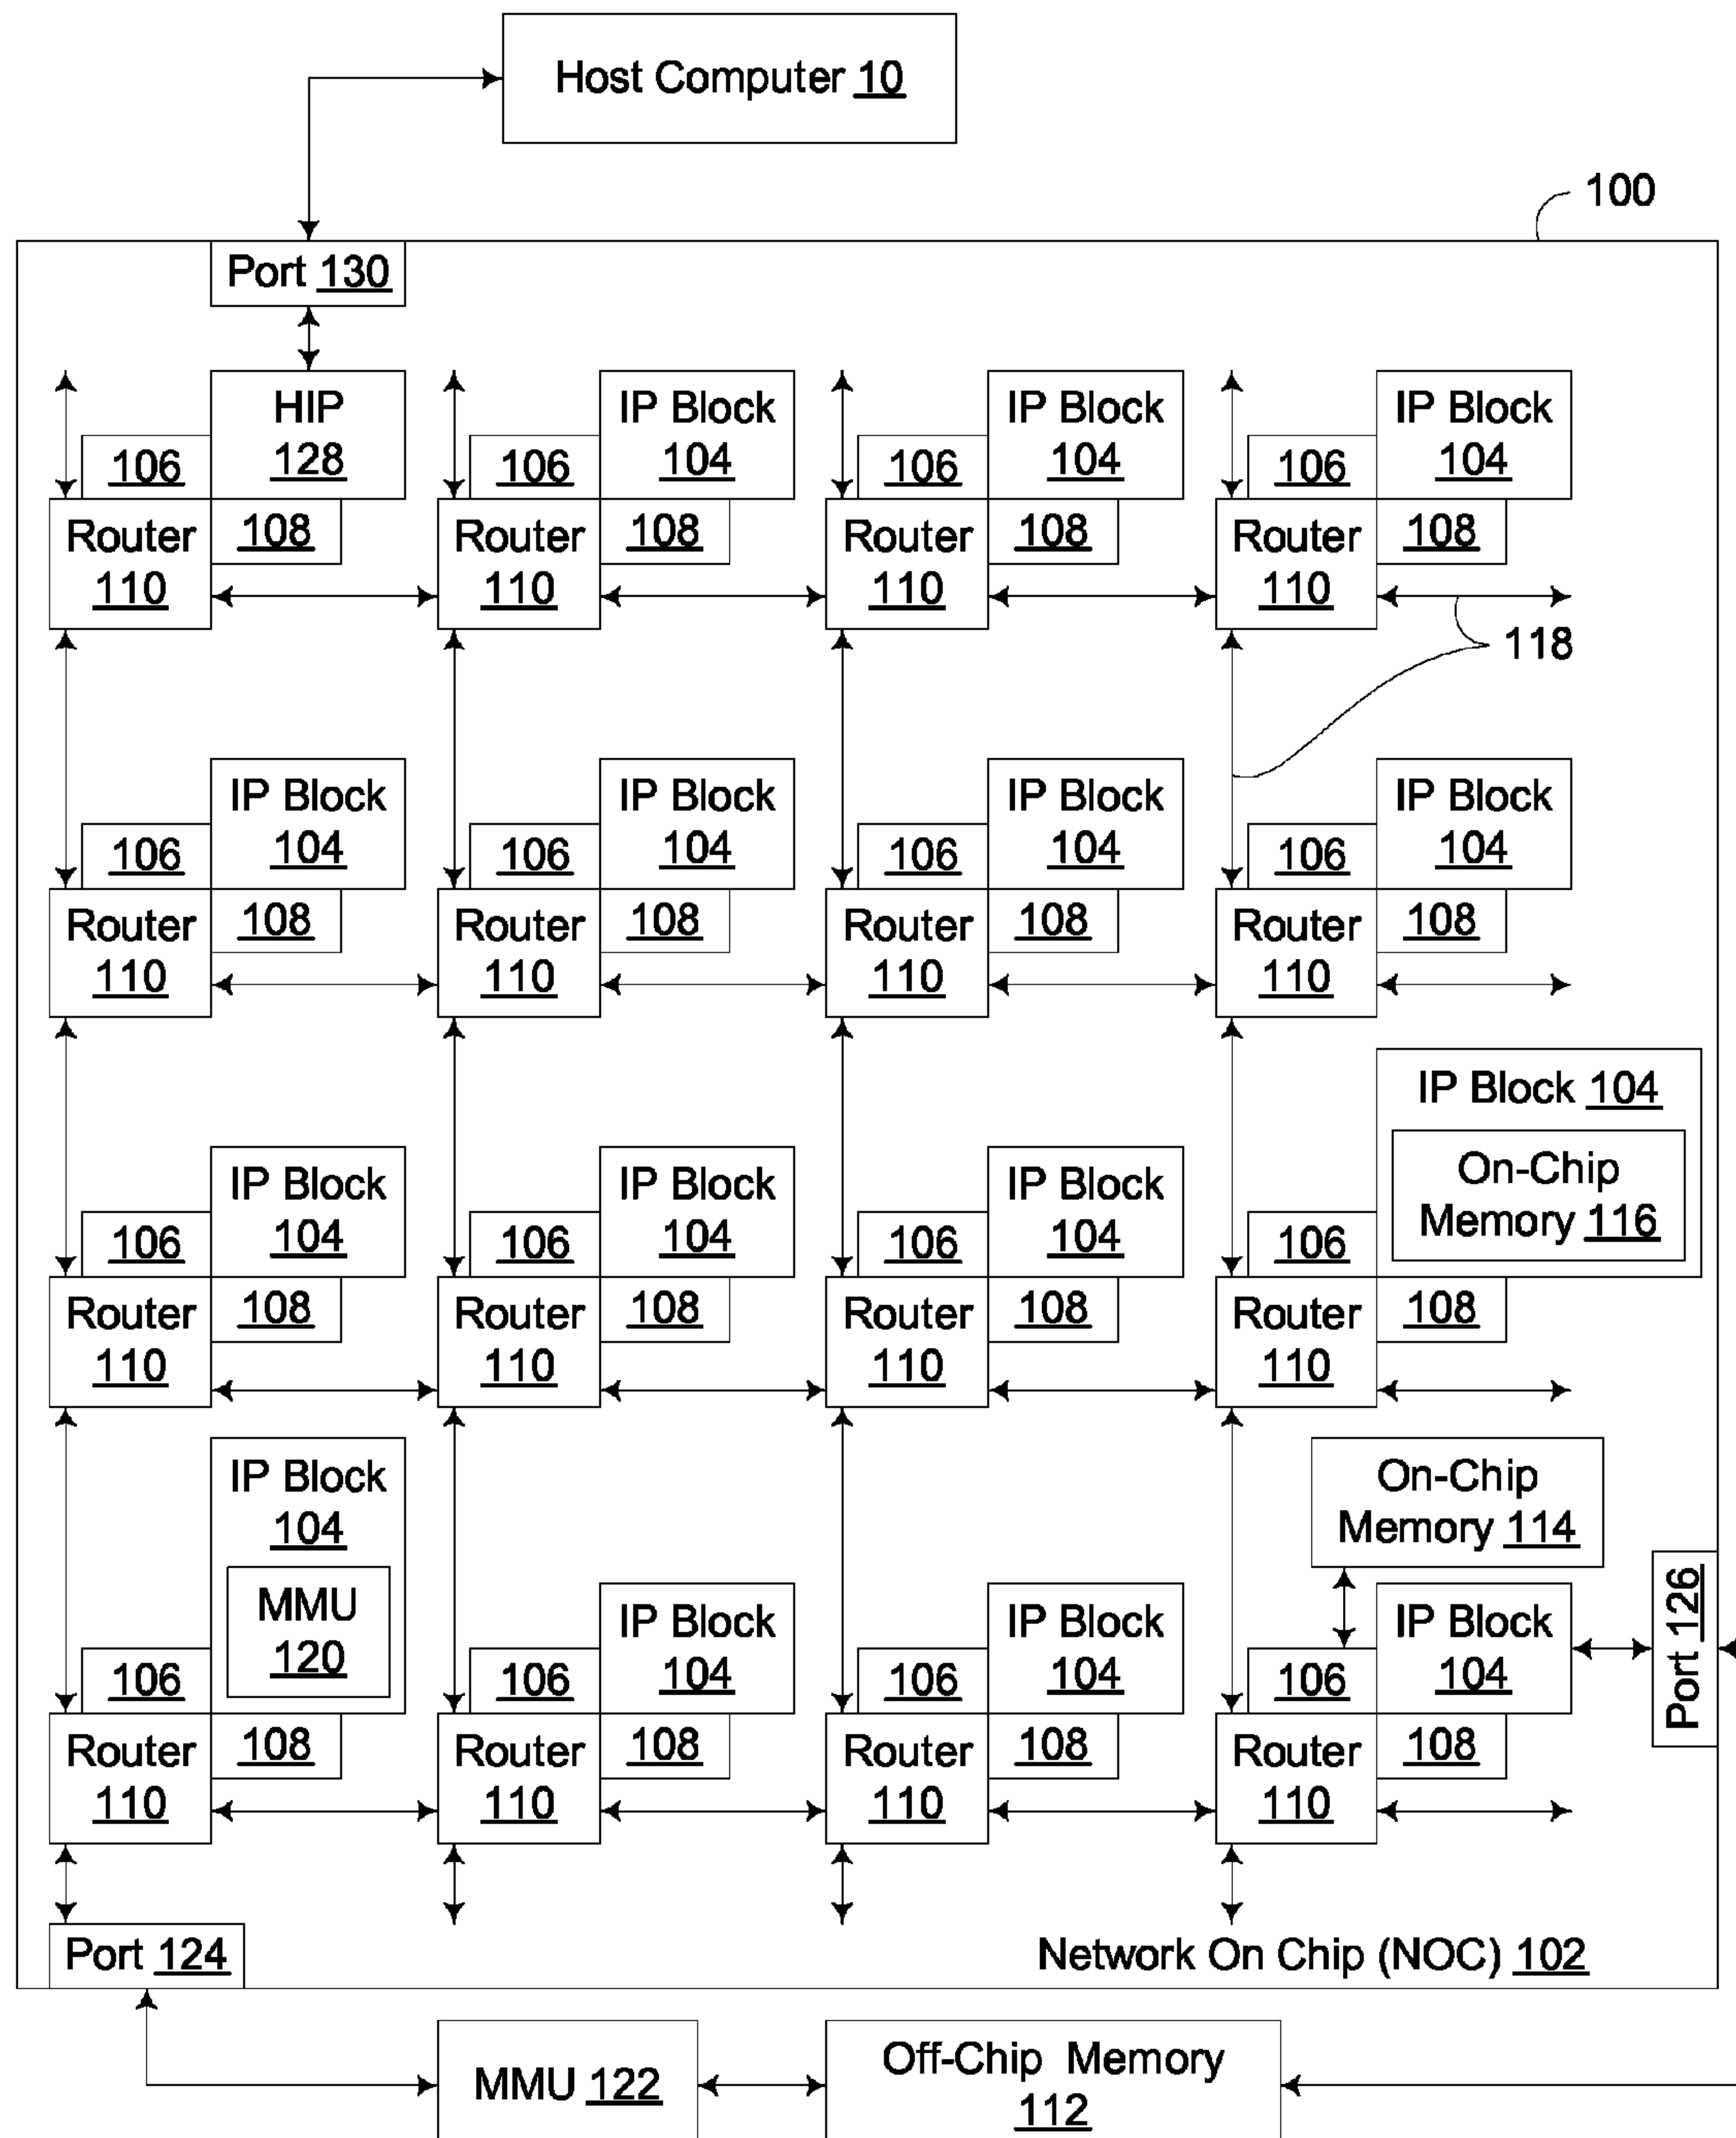 Host Computer 10
100
Port 130
HIP IP Block IP Block IP Block
106 128 106 104 106 104 106 104
Router 108 Router 108 Router 108 Router 108
110 110 110 110
118
IP Block IP Block IP Block IP Block
106 104 106 104 106 104 106 104
Router 108 Router 108 Router 108 Router 108
110 110 110 110
IP Block 104
IP Block IP Block IP Block On-Chip
106 104 106 104 106 104 106 Memory 116
Router 108 Router 108 Router 108 Router 108
110 110 110 110
IP Block On-Chip
104 Memory 114
MMU IP Block IP Block IP Block Port 126
106 120 106 104 106 104 106 104
Router 108 Router 108 Router 108 Router 108
110 110 110 110
Port 124 Network On Chip (NOC) 102
MMU 122 Off-Chip Memory
112